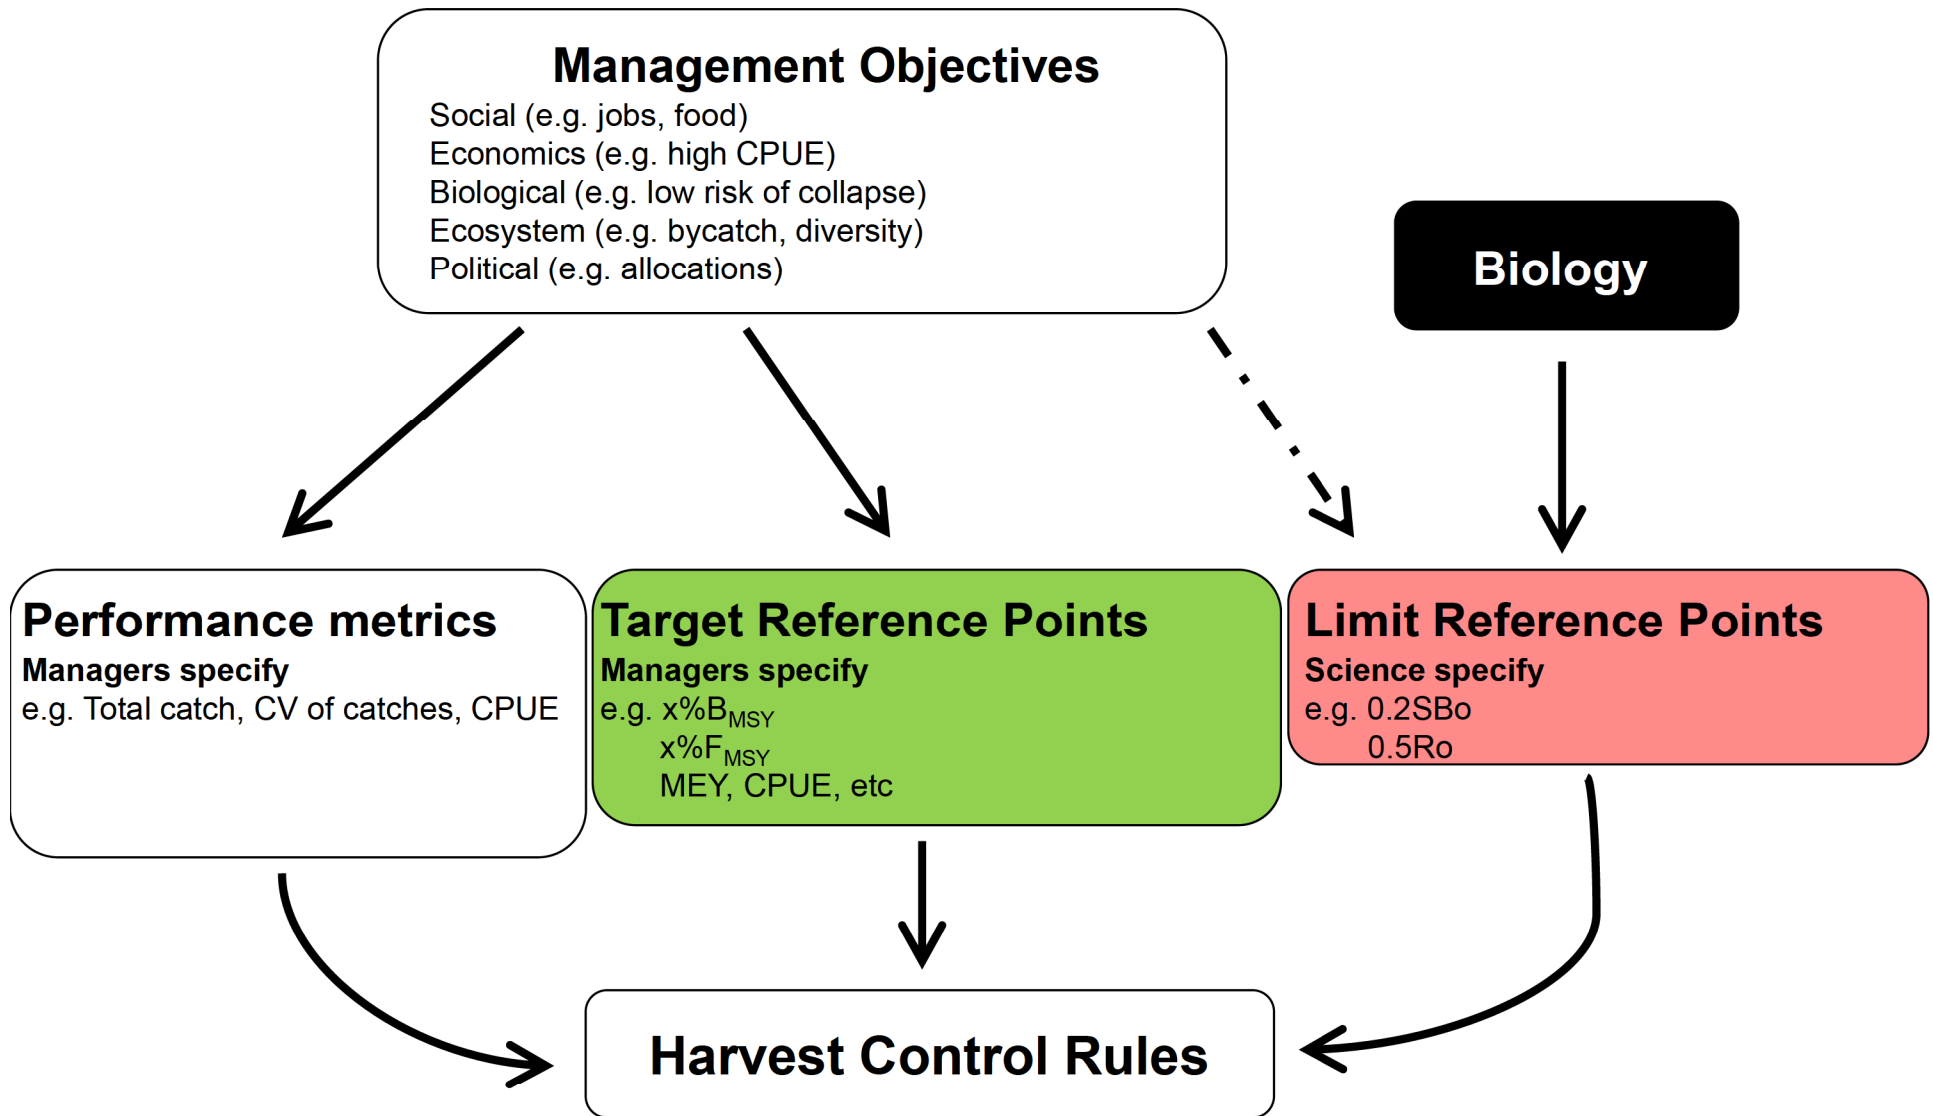 Management Objectives
Social (e.g. jobs, food)
Economics (e.g. high CPUE)
Biological (e.g. low risk of collapse)
Ecosystem (e.g. bycatch, diversity)
Political (e.g. allocations)
Biology
Performance metrics
Managers specify
e.g. Total catch, CV of catches, CPUE
Target Reference Points
Managers specify
e.g. x%B_MSY
x%F_MSY
MEY, CPUE, etc
Limit Reference Points
Science specify
e.g. 0.2SBo
0.5Ro
Harvest Control Rules